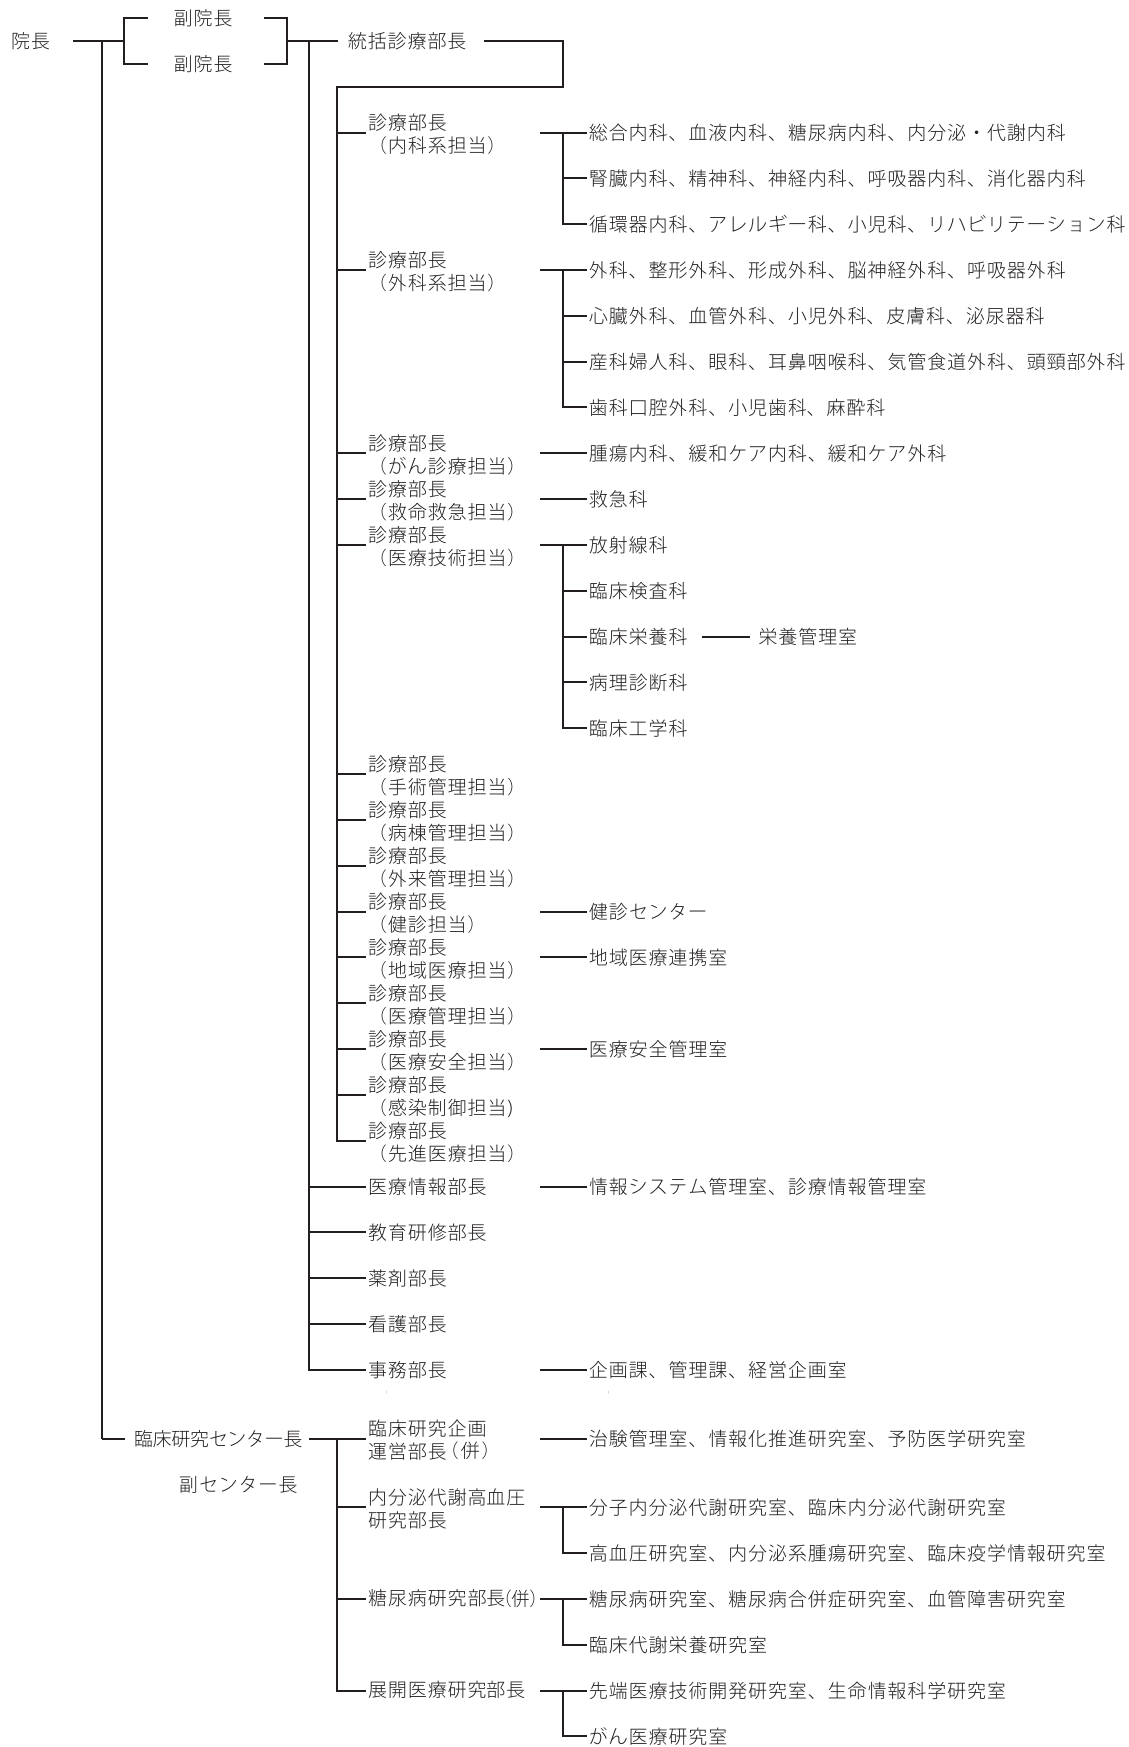 副院長
院長
統括診療部長
副院長
診療部長
（内科系担当）
総合内科、血液内科、糖尿病内科、内分泌・代謝内科
腎臓内科、精神科、神経内科、呼吸器内科、消化器内科
循環器内科、アレルギー科、小児科、リハビリテーション科
診療部長
（外科系担当）
外科、整形外科、形成外科、脳神経外科、呼吸器外科
心臓外科、血管外科、小児外科、皮膚科、泌尿器科
産科婦人科、眼科、耳鼻咽喉科、気管食道外科、頭頸部外科
歯科口腔外科、小児歯科、麻酔科
診療部長
（がん診療担当）
腫瘍内科、緩和ケア内科、緩和ケア外科
診療部長
（救命救急担当）
救急科
診療部長
（医療技術担当）
放射線科
臨床検査科
臨床栄養科
栄養管理室
病理診断科
臨床工学科
診療部長
（手術管理担当）
診療部長
（病棟管理担当）
診療部長
（外来管理担当）
診療部長
（健診担当）
健診センター
診療部長
（地域医療担当）
地域医療連携室
診療部長
（医療管理担当）
診療部長
（医療安全担当）
医療安全管理室
診療部長
（感染制御担当)
診療部長
（先進医療担当）
医療情報部長
情報システム管理室、診療情報管理室
教育研修部長
薬剤部長
看護部長
事務部長
企画課、管理課、経営企画室
臨床研究センター長
副センター長
臨床研究企画
運営部長（併）
治験管理室、情報化推進研究室、予防医学研究室
内分泌代謝高血圧
研究部長
分子内分泌代謝研究室、臨床内分泌代謝研究室
高血圧研究室、内分泌系腫瘍研究室、臨床疫学情報研究室
糖尿病研究部長(併)
糖尿病研究室、糖尿病合併症研究室、血管障害研究室
臨床代謝栄養研究室
展開医療研究部長
先端医療技術開発研究室、生命情報科学研究室
がん医療研究室